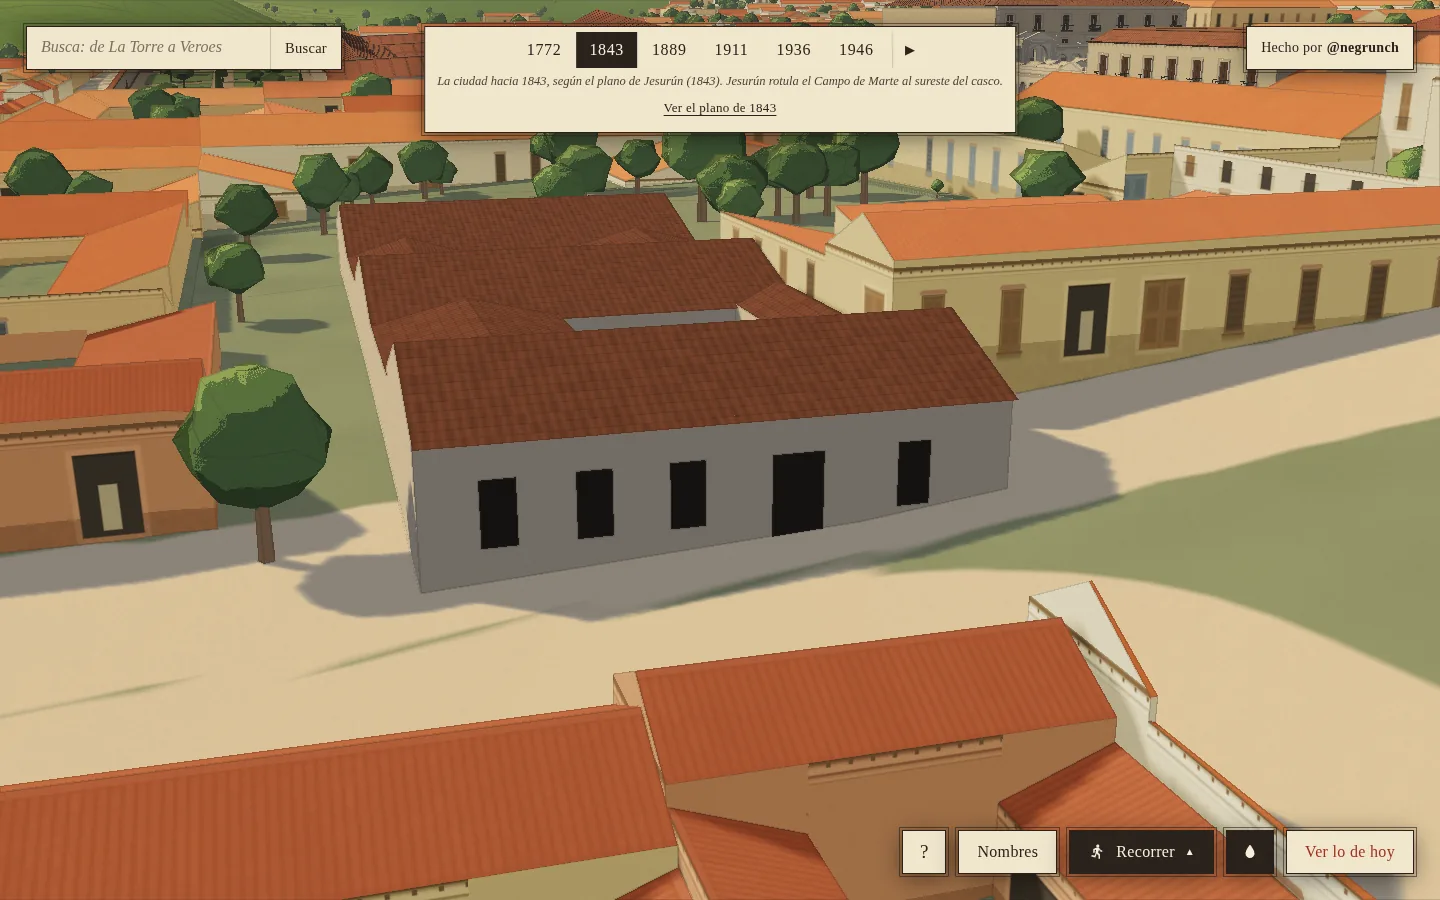 Busca: de La Torre a Veroes
Buscar
1772 1843 1889 1911 1936 1946 ▶
La ciudad hacia 1843, según el plano de Jesurún (1843). Jesurún rotula el Campo de Marte al sureste del casco.
Ver el plano de 1843
Hecho por @negrunch
? Nombres Recorrer ▲ Ver lo de hoy